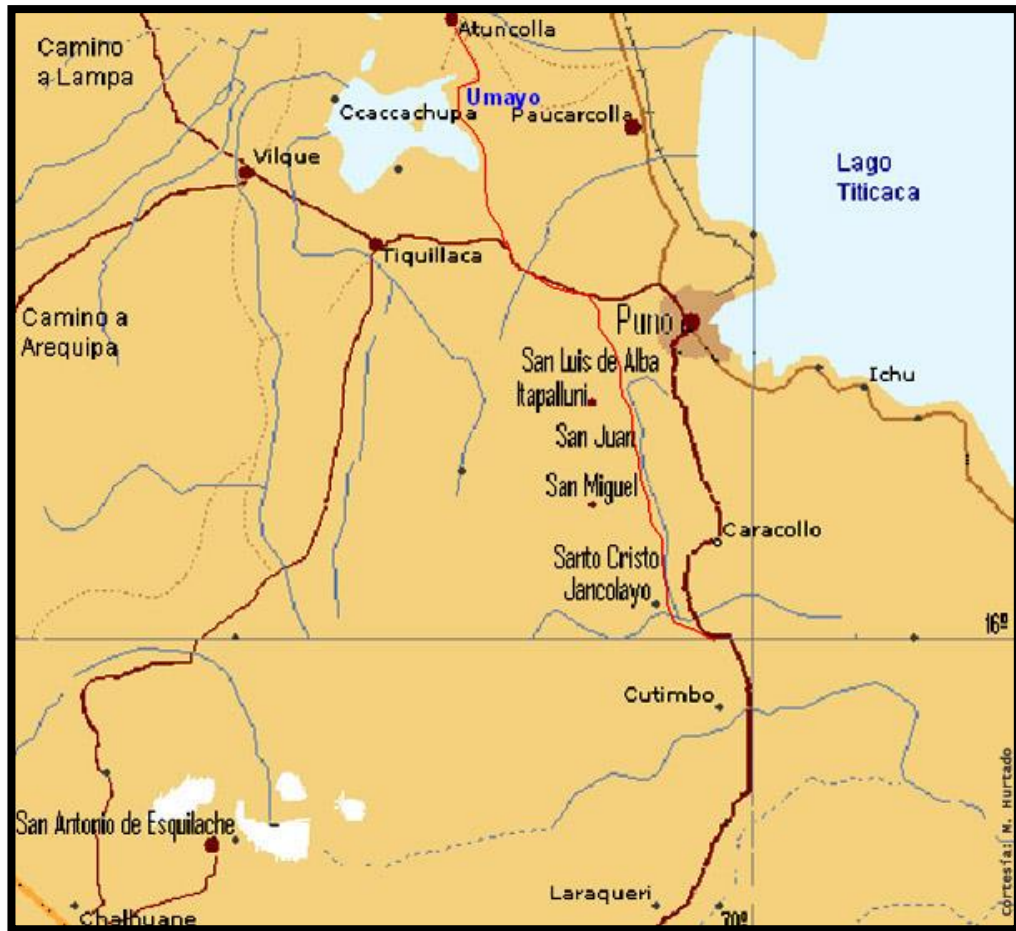 Atuncolla
Camino
a Lampa
Umayo
Ccaccachupa
Paucarcolla
Vilque
Lago
Titicaca
Tiquillaca
Camino a
Arequipa
Puno
San Luis de Alba
Itapalluni
Ichu
San Juan
San Miguel
Caracollo
Santo Cristo
Jancolayo
16º
Cutimbo
San Antonio de Esquilache
Laraqueri
Chalhuane
70º
Cortesía: M. Hurtado